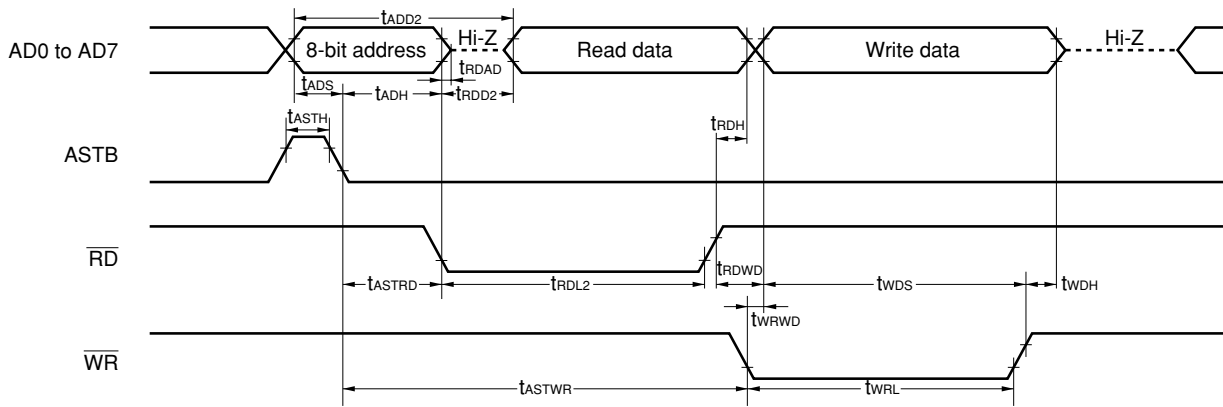 tADD2
AD0 to AD7
8-bit address
Hi-Z
Read data
Write data
Hi-Z
tRDAD
tADS
tADH
tRDD2
tASTH
tRDH
ASTB
RD
tASTRD
tRDL2
tRDWD
tWDS
tWDH
tWRWD
WR
tASTWR
tWRL